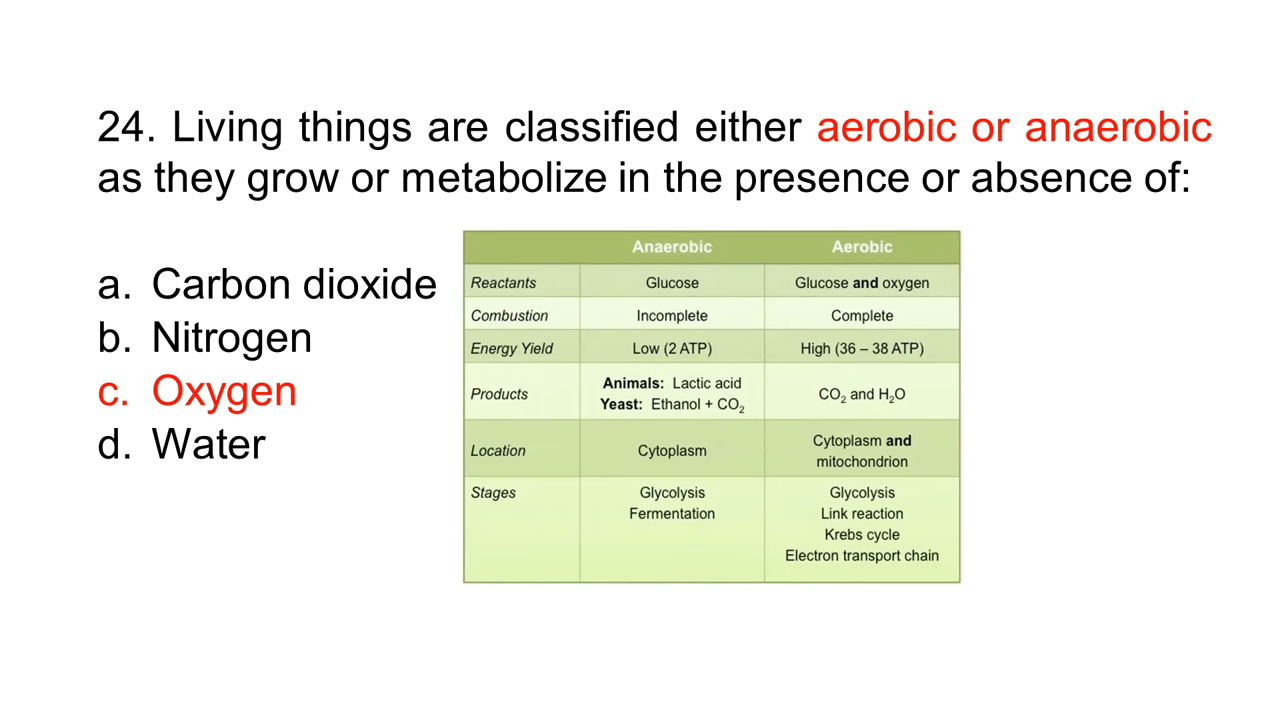 24. Living things are classified either aerobic or anaerobic
as they grow or metabolize in the presence or absence of:
a. Carbon dioxide
b. Nitrogen
c. Oxygen
d. Water
Anaerobic Aerobic
Reactants Glucose Glucose and oxygen
Combustion Incomplete Complete
Energy Yield Low (2 ATP) High (36 – 38 ATP)
Products Animals: Lactic acid
Yeast: Ethanol + CO₂ CO₂ and H₂O
Location Cytoplasm Cytoplasm and
mitochondrion
Stages Glycolysis Glycolysis
Fermentation Link reaction
Krebs cycle
Electron transport chain